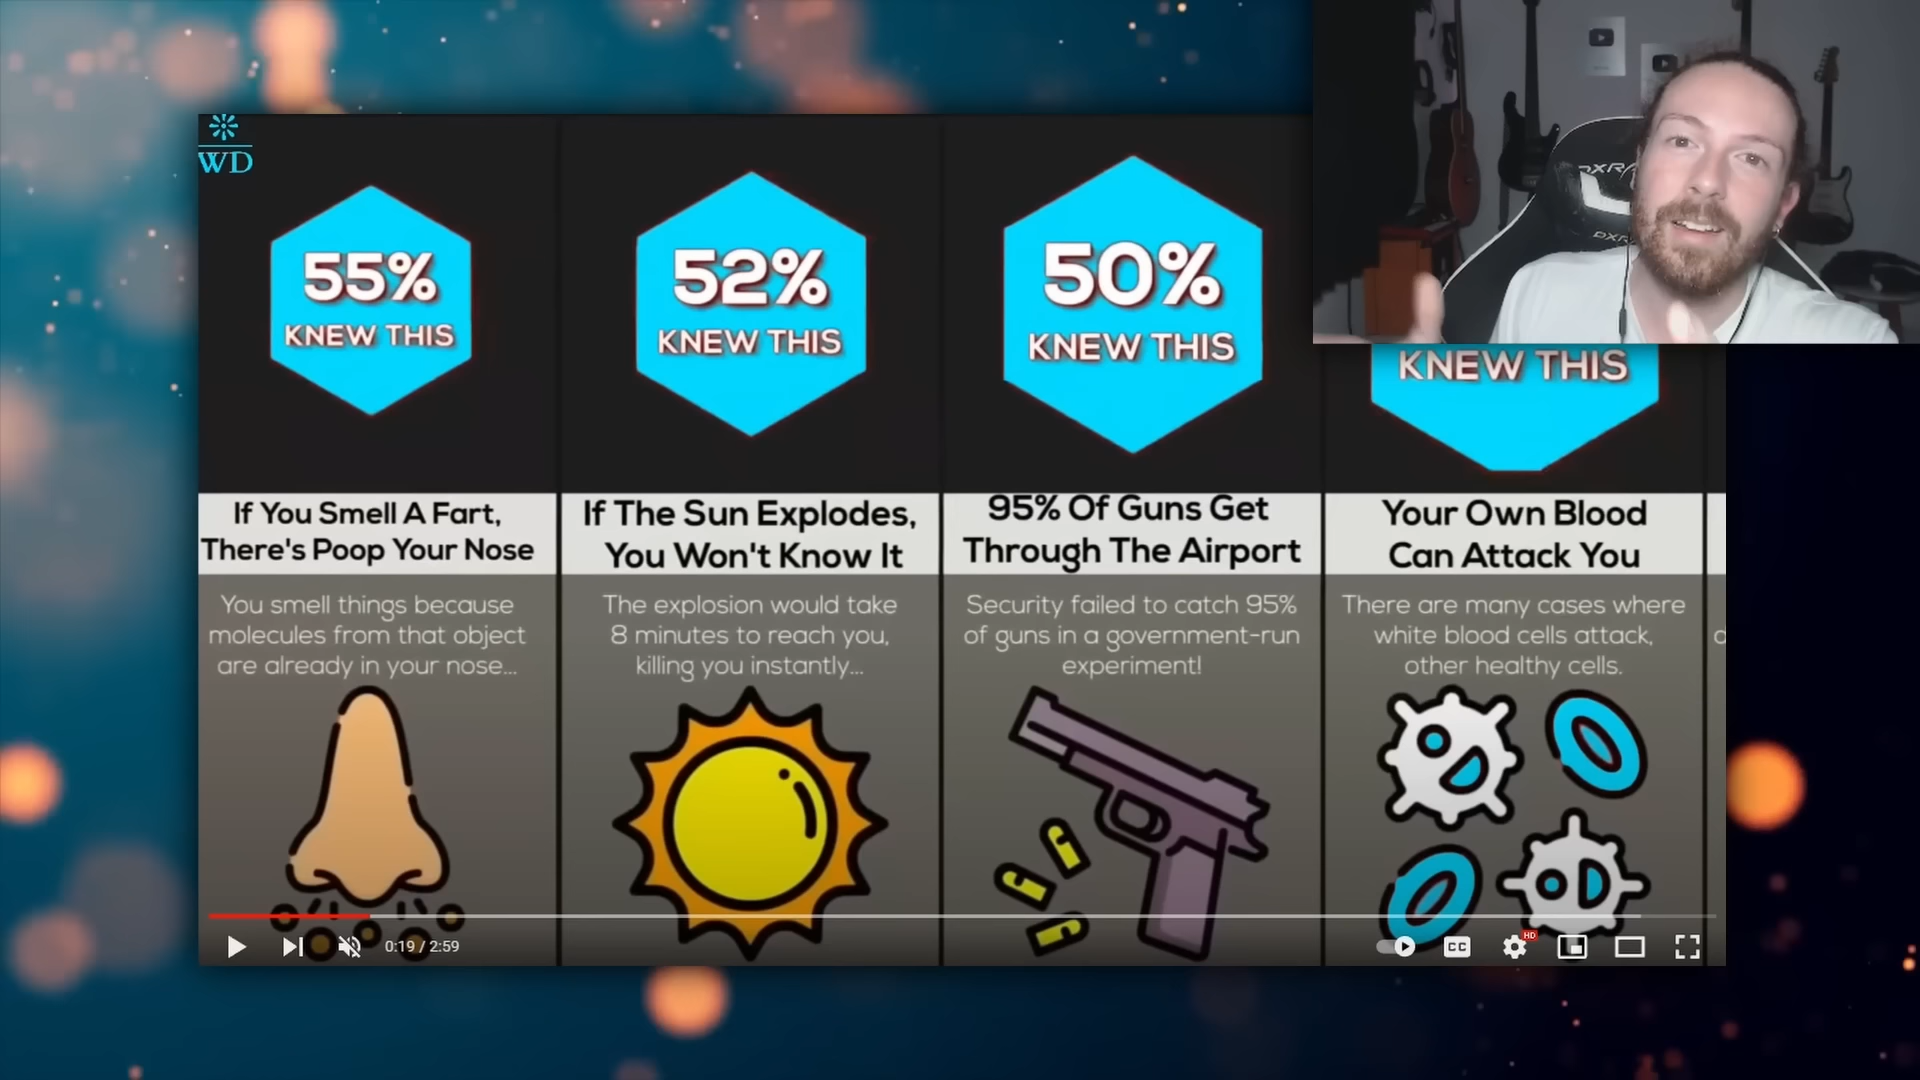 WD
55%
KNEW THIS
If You Smell A Fart,
There's Poop Your Nose
You smell things because
molecules from that object
are already in your nose...
52%
KNEW THIS
If The Sun Explodes,
You Won't Know It
The explosion would take
8 minutes to reach you,
killing you instantly...
50%
KNEW THIS
95% Of Guns Get
Through The Airport
Security failed to catch 95%
of guns in a government-run
experiment!
KNEW THIS
Your Own Blood
Can Attack You
There are many cases where
white blood cells attack,
other healthy cells.
0:19 / 2:59
CC
HD